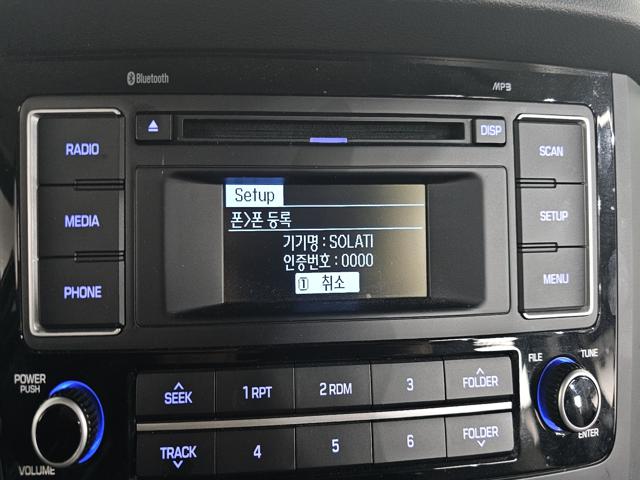 Bluetooth
MP3
RADIO
DISP
SCAN
MEDIA
SETUP
PHONE
MENU
Setup
폰>폰 등록
기기명 : SOLATI
인증번호 : 0000
1 취소
POWER
PUSH
VOLUME
SEEK
1 RPT
2 RDM
3
FOLDER
TRACK
4
5
6
FOLDER
FILE
TUNE
ENTER